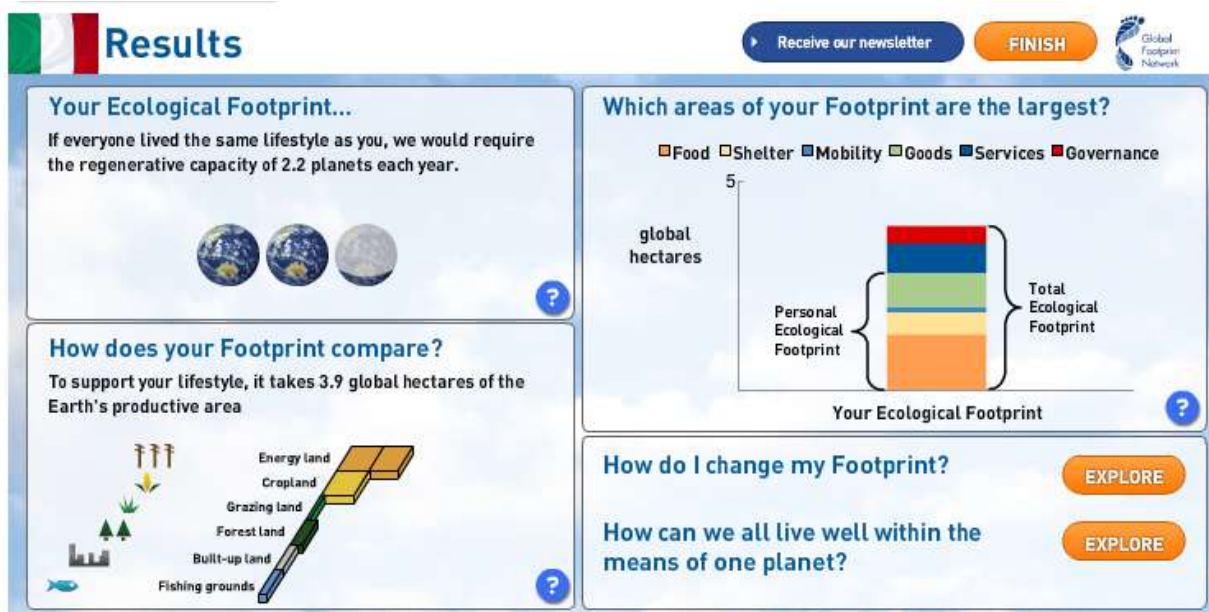 Results
Receive our newsletter
FINISH
Global
Footprint
Network
Your Ecological Footprint...
If everyone lived the same lifestyle as you, we would require
the regenerative capacity of 2.2 planets each year.
?
How does your Footprint compare?
To support your lifestyle, it takes 3.9 global hectares of the
Earth's productive area
Energy land
Cropland
Grazing land
Forest land
Built-up land
Fishing grounds
?
Which areas of your Footprint are the largest?
Food Shelter Mobility Goods Services Governance
5
global
hectares
Personal
Ecological
Footprint
Total
Ecological
Footprint
0
Your Ecological Footprint
?
How do I change my Footprint?
EXPLORE
How can we all live well within the
means of one planet?
EXPLORE